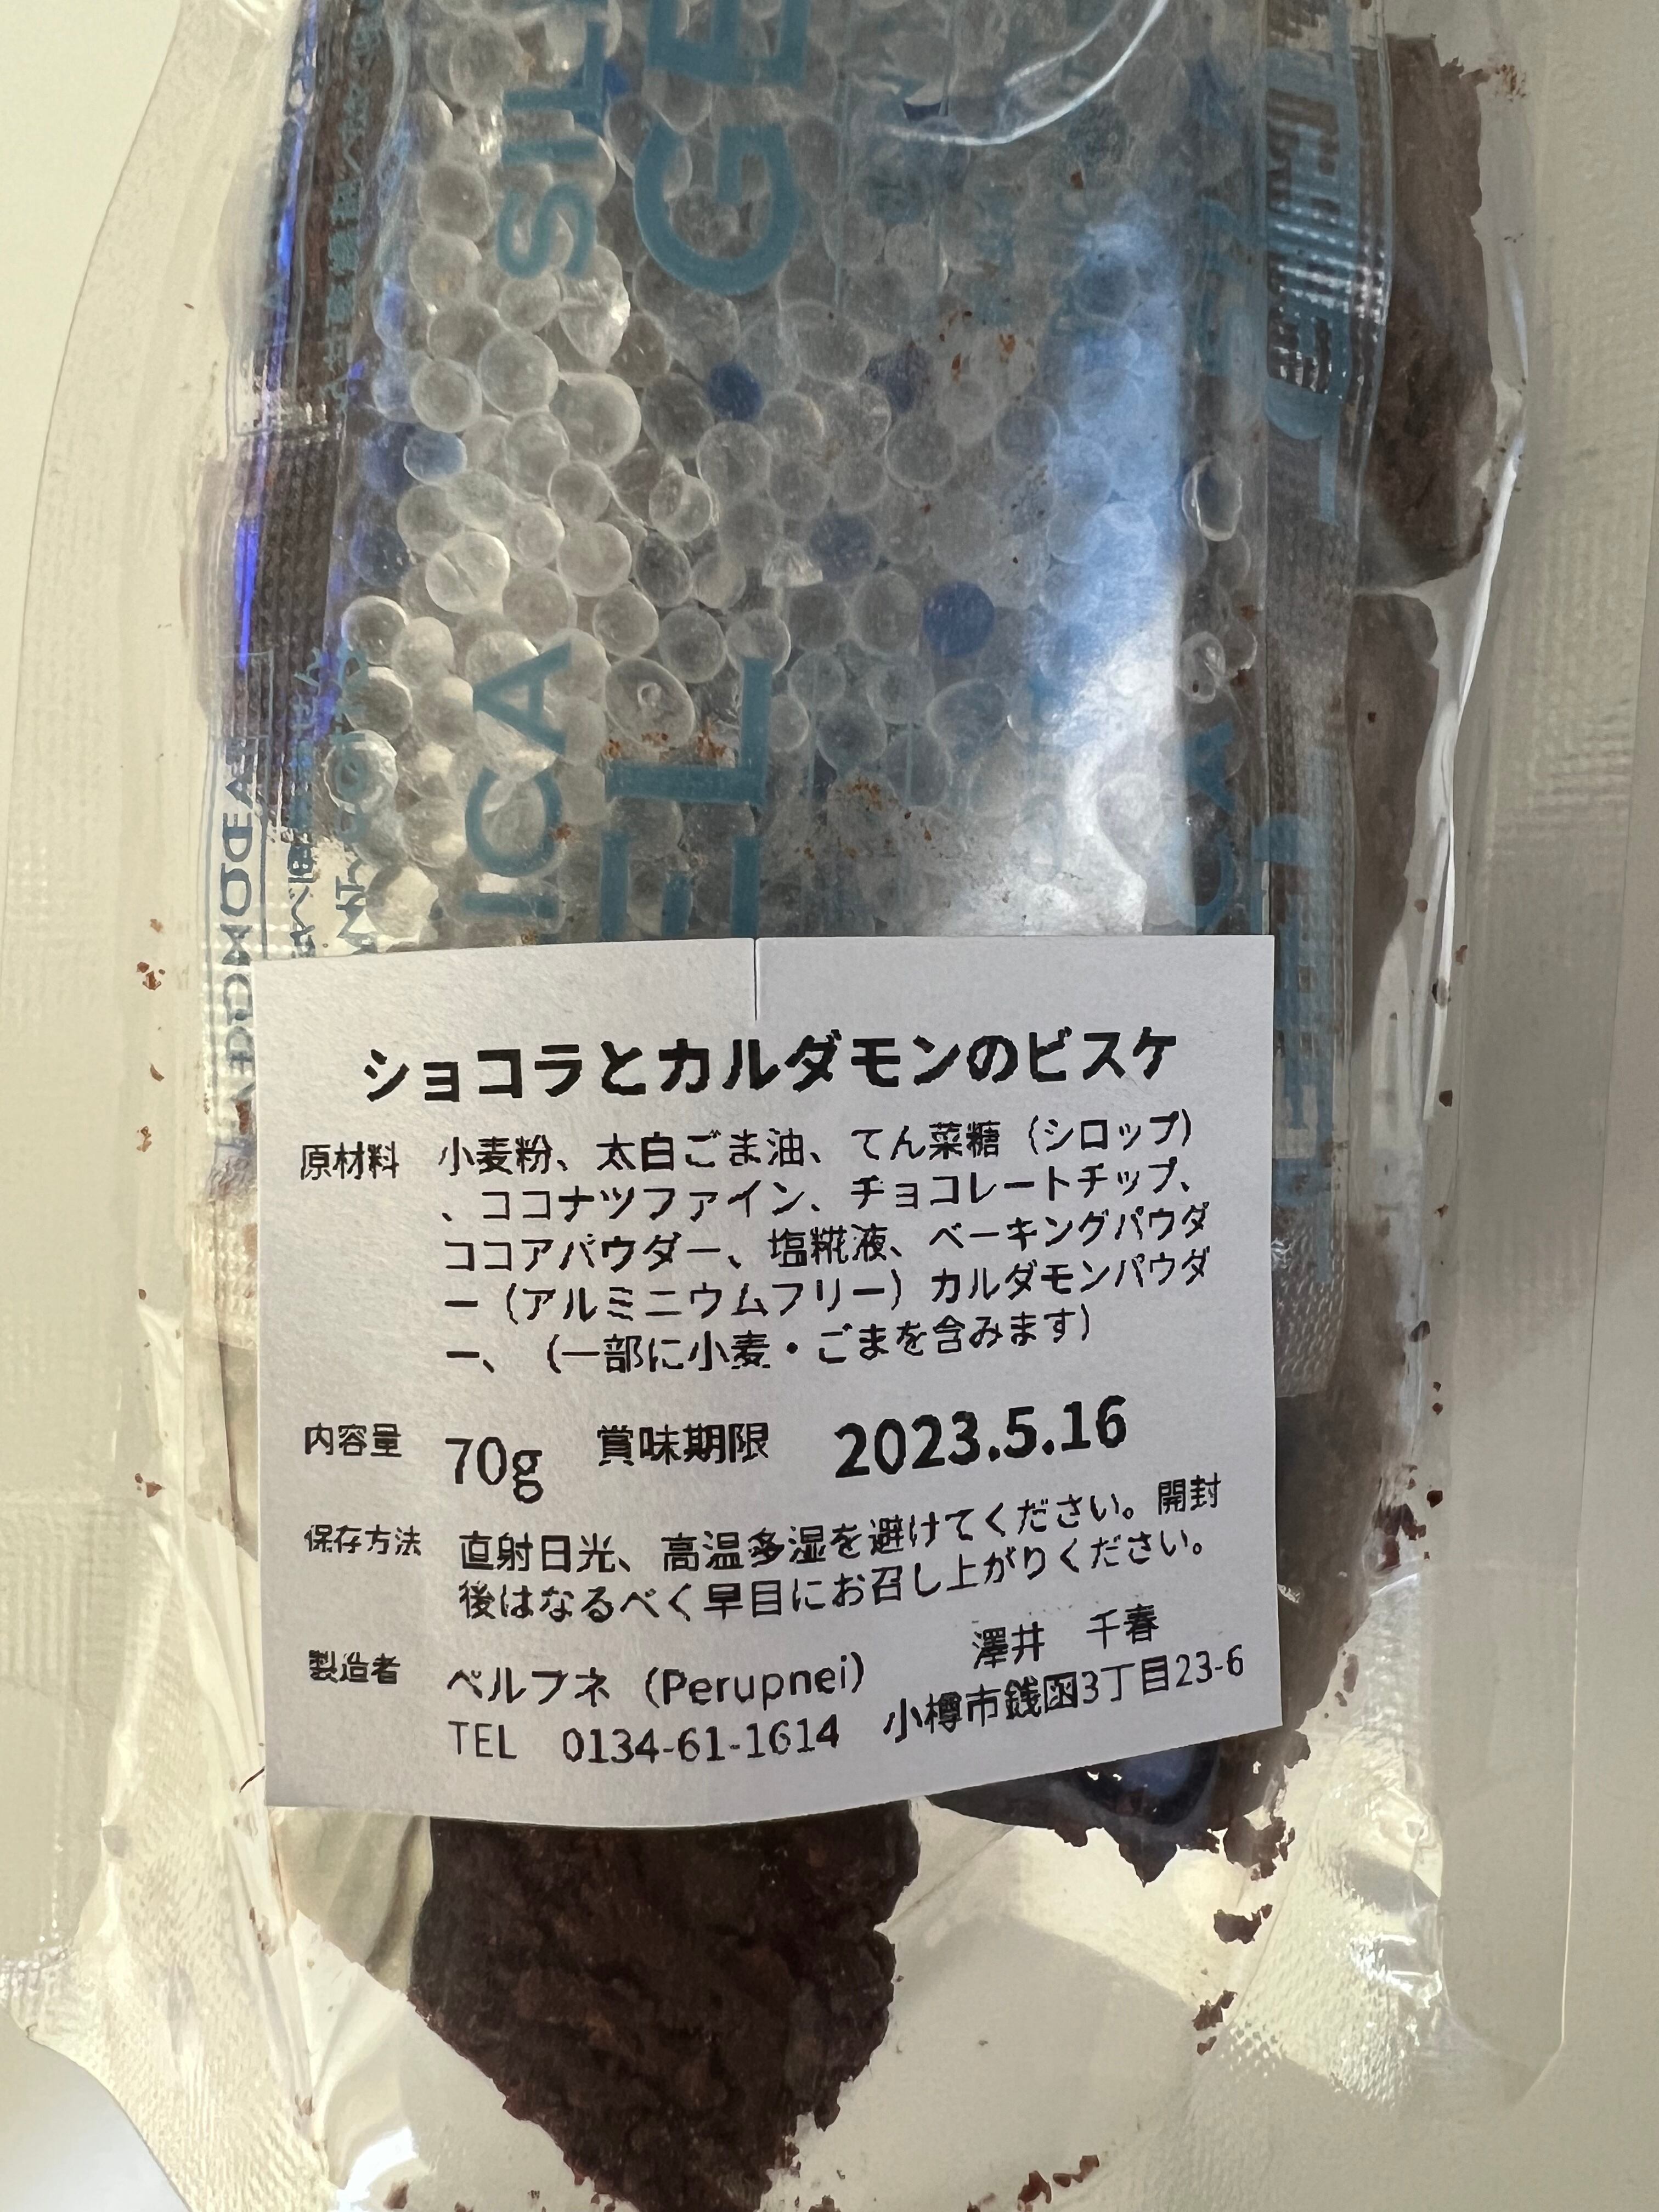 SILICA
GEL
ショコラとカルダモンのビスケ
原材料 小麦粉、太白ごま油、てん菜糖（シロップ）
、ココナツファイン、チョコレートチップ、
ココアパウダー、塩糀液、ベーキングパウダ
ー（アルミニウムフリー）カルダモンパウダ
ー、（一部に小麦・ごまを含みます）
内容量 70g 賞味期限 2023.5.16
保存方法 直射日光、高温多湿を避けてください。開封
後はなるべく早目にお召し上がりください。
製造者 ペルプネ（Perupnei） 澤井 千春
TEL 0134-61-1614 小樽市銭函3丁目23-6